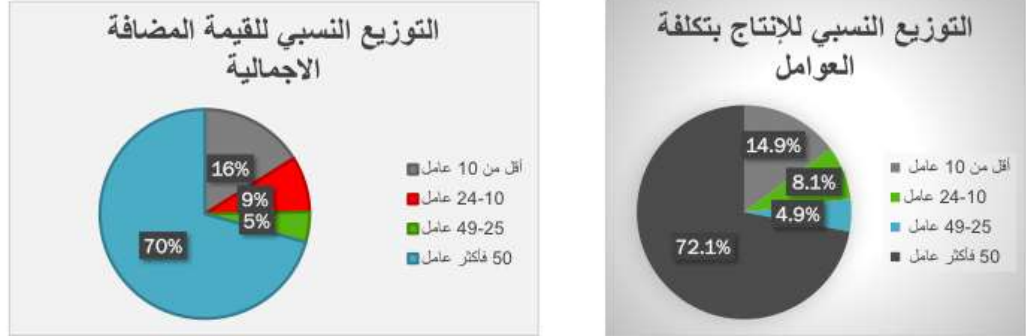 التوزيع النسبي للإنتاج بتكلفة
العوامل
14.9%
8.1%
4.9%
72.1%
أقل من 10 عامل
24-10 عامل
49-25 عامل
50 فأكثر عامل
التوزيع النسبي للقيمة المضافة
الاجمالية
16%
9%
5%
70%
أقل من 10 عامل
24-10 عامل
49-25 عامل
50 فأكثر عامل